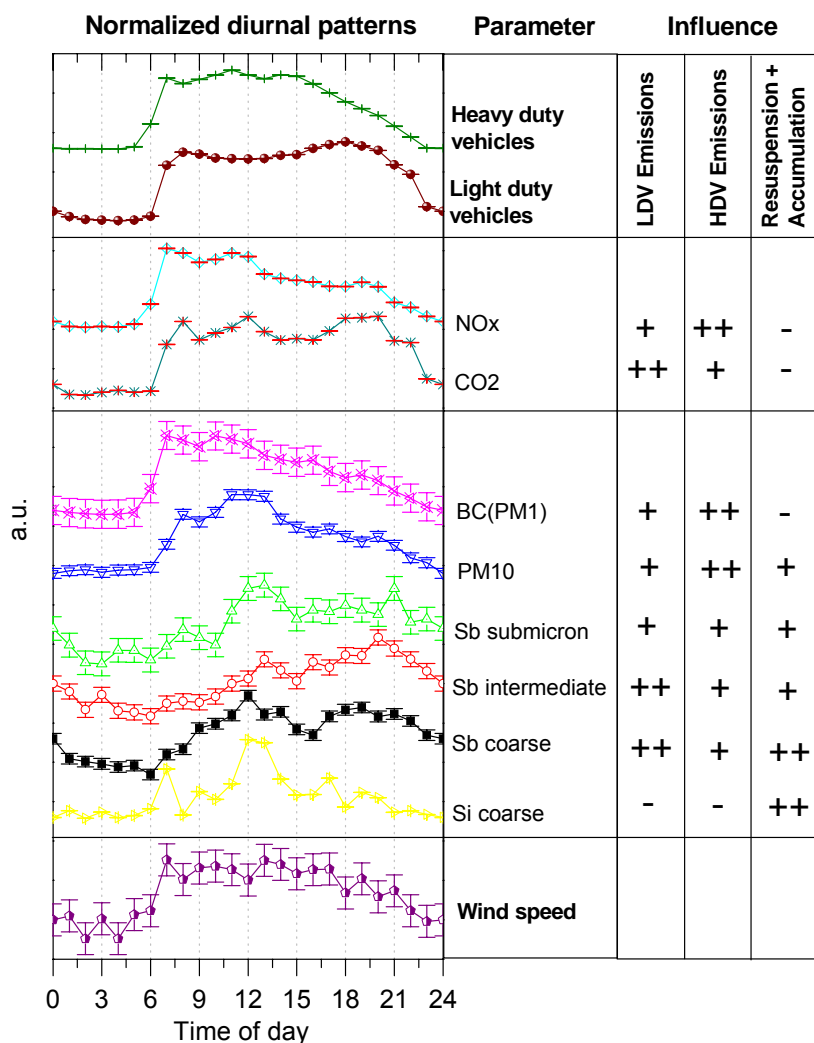 Normalized diurnal patterns Parameter Influence
LDV Emissions
HDV Emissions
Resuspension +
Accumulation
Heavy duty
vehicles
Light duty
vehicles
NOx + ++ -
CO2 ++ + -
BC(PM1) + ++ -
PM10 + ++ +
Sb submicron + + +
Sb intermediate ++ + +
Sb coarse ++ + ++
Si coarse - - ++
Wind speed
a.u.
0 3 6 9 12 15 18 21 24
Time of day